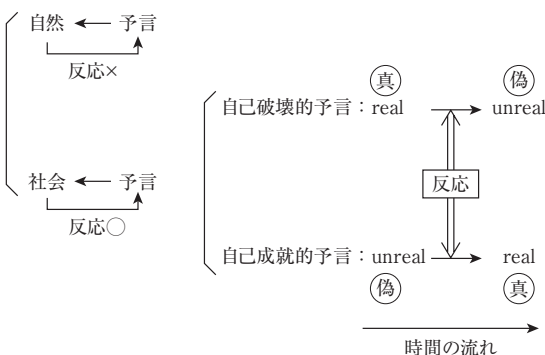 自然 ← 予言
反応×
真 偽
自己破壊的予言：real → unreal
社会 ← 予言
反応
反応○
自己成就的予言：unreal → real
偽 真
時間の流れ